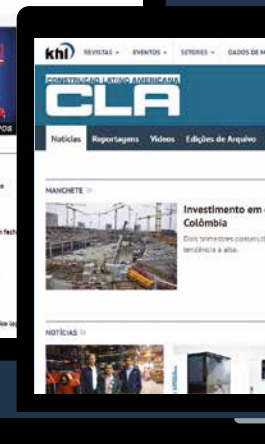 khl REVISTAS EVENTOS SETORES DADOS DE M
CONSTRUÇÃO LATINO AMERICANA
CLA
Notícias Reportagens Vídeos Edições de Arquivo
MANCHETE
Investimento em
Colômbia
Dois trimestres consecuti
tendência à alta.
NOTÍCIAS